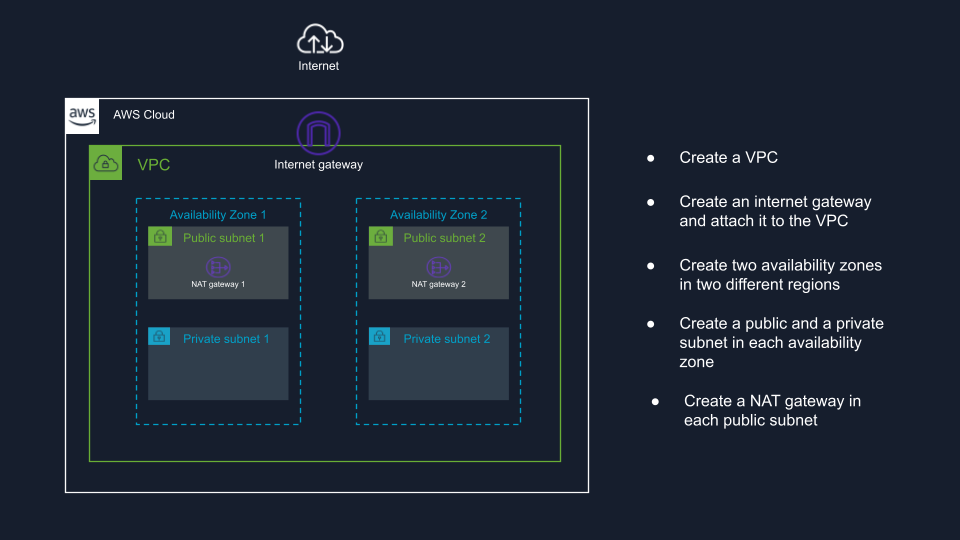 Internet
aws
AWS Cloud
Internet gateway
VPC
Availability Zone 1
Public subnet 1
NAT gateway 1
Private subnet 1
Availability Zone 2
Public subnet 2
NAT gateway 2
Private subnet 2
● Create a VPC
● Create an internet gateway
and attach it to the VPC
● Create two availability zones
in two different regions
● Create a public and a private
subnet in each availability
zone
● Create a NAT gateway in
each public subnet